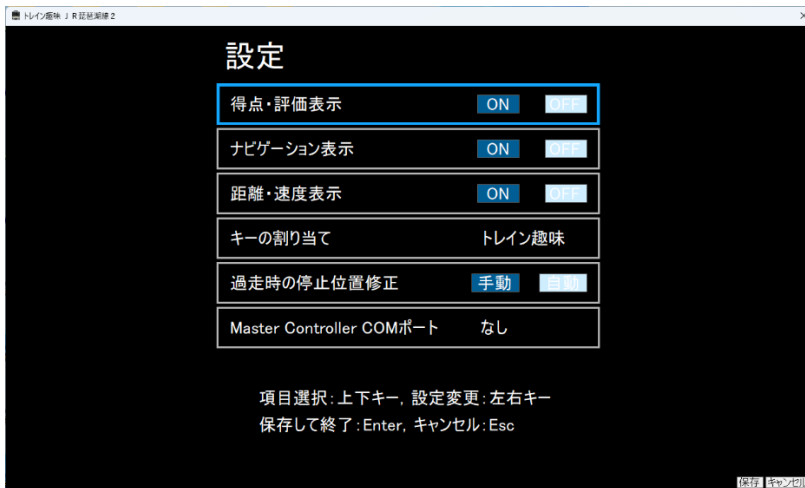 トレイン趣味 JR琵琶湖線2
設定
得点・評価表示 ON OFF
ナビゲーション表示 ON OFF
距離・速度表示 ON OFF
キーの割り当て トレイン趣味
過走時の停止位置修正 手動 自動
Master Controller COMポート なし
項目選択:上下キー, 設定変更:左右キー
保存して終了:Enter, キャンセル:Esc
保存 キャンセル